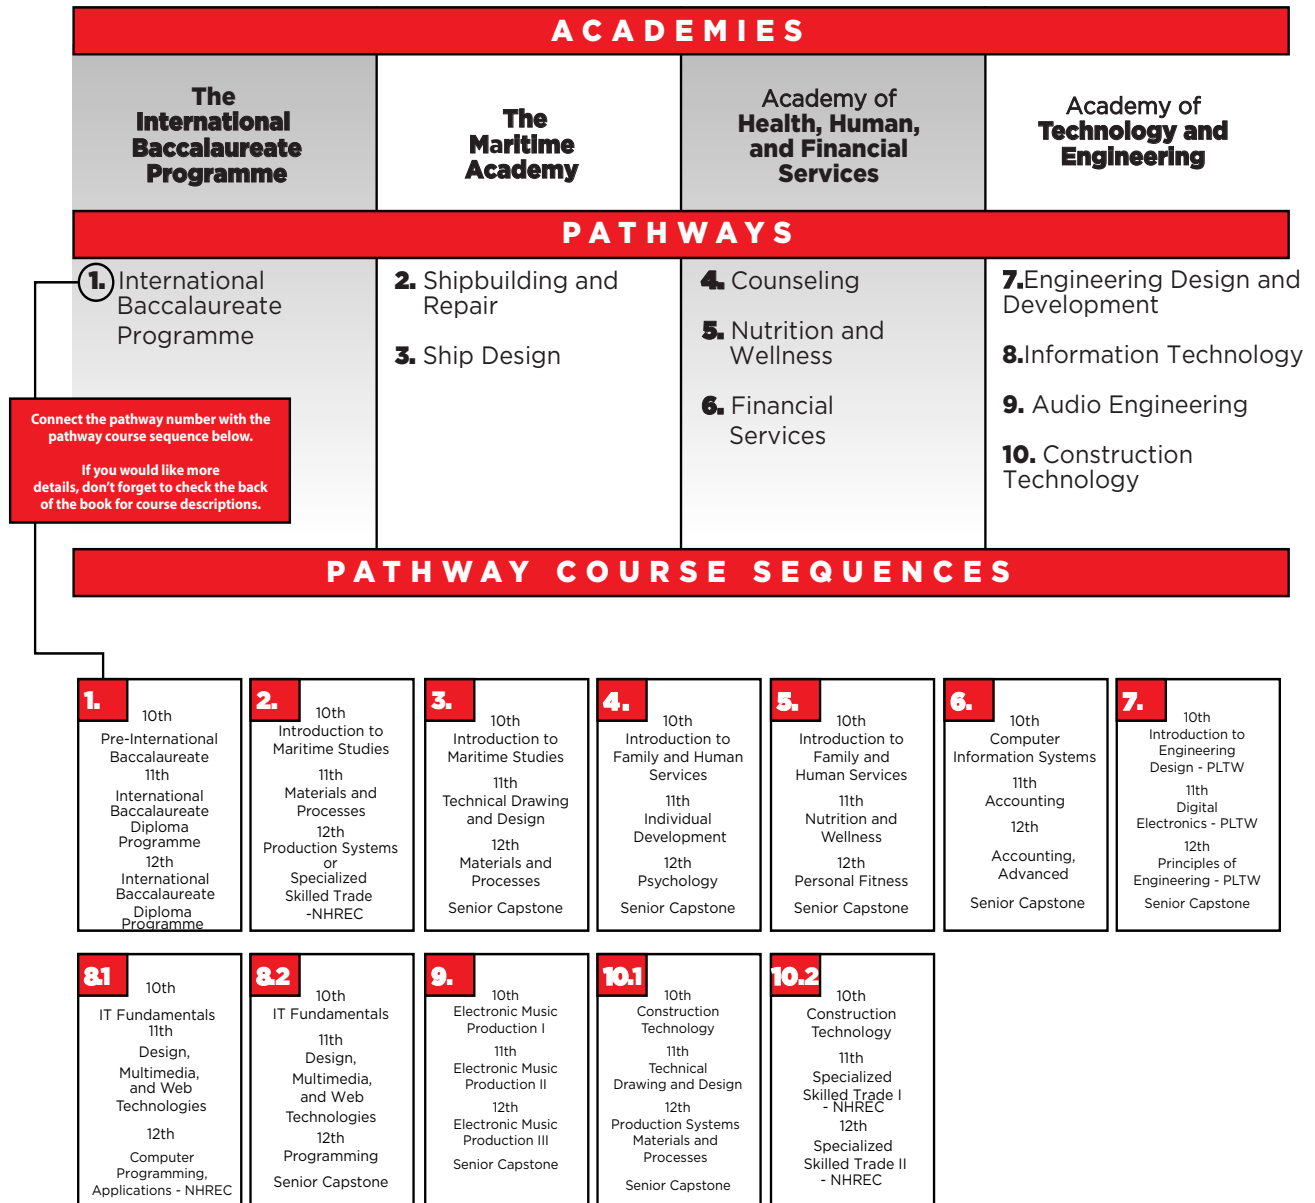 ACADEMIES
The
International
Baccalaureate
Programme
The
Maritime
Academy
Academy of
Health, Human,
and Financial
Services
Academy of
Technology and
Engineering
PATHWAYS
1. International
Baccalaureate
Programme
2. Shipbuilding and
Repair
3. Ship Design
4. Counseling
5. Nutrition and
Wellness
6. Financial
Services
7.Engineering Design and
Development
8.Information Technology
9. Audio Engineering
10. Construction
Technology
Connect the pathway number with the
pathway course sequence below.
If you would like more
details, don't forget to check the back
of the book for course descriptions.
PATHWAY COURSE SEQUENCES
1.
10th
Pre-International
Baccalaureate
11th
International
Baccalaureate
Diploma
Programme
12th
International
Baccalaureate
Diploma
Programme
2.
10th
Introduction to
Maritime Studies
11th
Materials and
Processes
12th
Production Systems
or
Specialized
Skilled Trade
-NHREC
3.
10th
Introduction to
Maritime Studies
11th
Technical Drawing
and Design
12th
Materials and
Processes
Senior Capstone
4.
10th
Introduction to
Family and Human
Services
11th
Individual
Development
12th
Psychology
Senior Capstone
5.
10th
Introduction to
Family and
Human Services
11th
Nutrition and
Wellness
12th
Personal Fitness
Senior Capstone
6.
10th
Computer
Information Systems
11th
Accounting
12th
Accounting,
Advanced
Senior Capstone
7.
10th
Introduction to
Engineering
Design - PLTW
11th
Digital
Electronics - PLTW
12th
Principles of
Engineering - PLTW
Senior Capstone
8.1
10th
IT Fundamentals
11th
Design,
Multimedia,
and Web
Technologies
12th
Computer
Programming,
Applications - NHREC
8.2
10th
IT Fundamentals
11th
Design,
Multimedia,
and Web
Technologies
12th
Programming
Senior Capstone
9.
10th
Electronic Music
Production I
11th
Electronic Music
Production II
12th
Electronic Music
Production III
Senior Capstone
10.1
10th
Construction
Technology
11th
Technical
Drawing and Design
12th
Production Systems
Materials and
Processes
Senior Capstone
10.2
10th
Construction
Technology
11th
Specialized
Skilled Trade I
- NHREC
12th
Specialized
Skilled Trade II
- NHREC